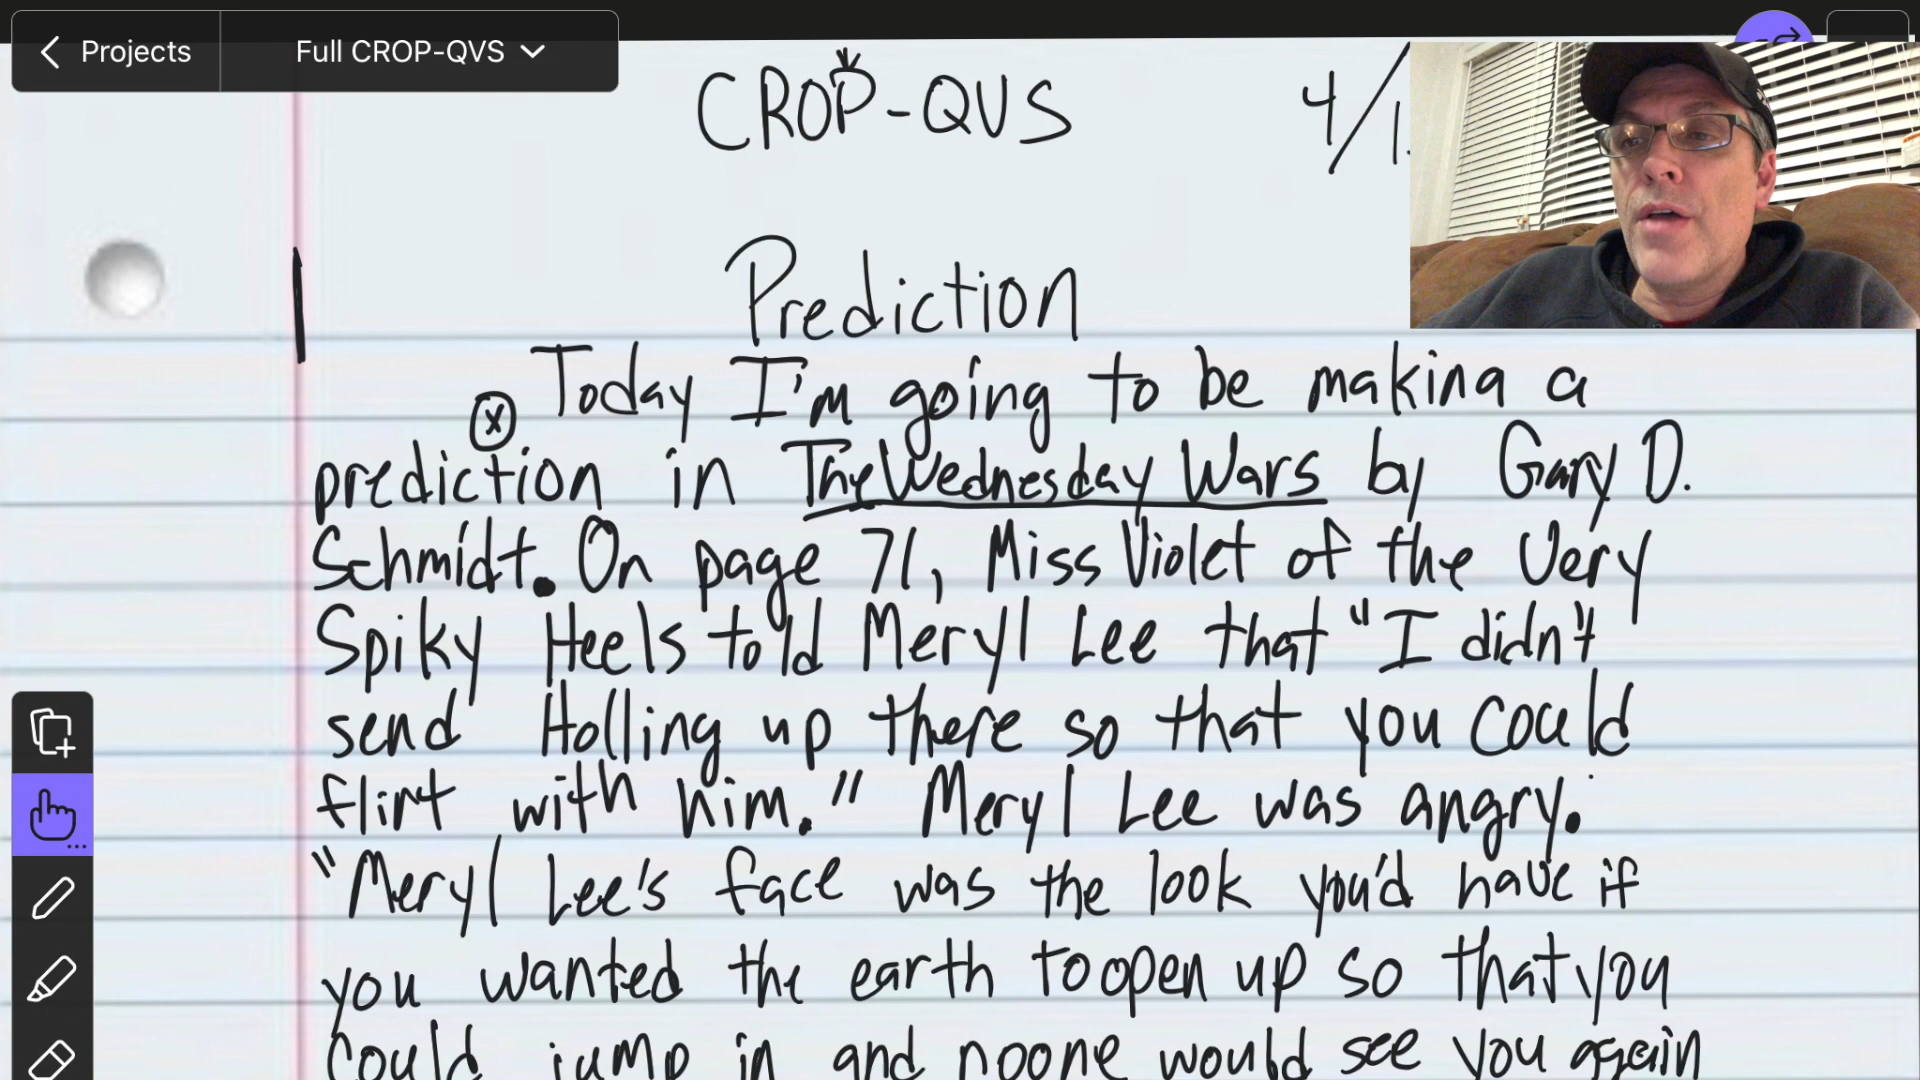 Projects
Full CROP-QVS
CROP-QVS
4/1
Prediction
Today I'm going to be making a
prediction in The Wednesday Wars by Gary D.
Schmidt. On page 71, Miss Violet of the Very
Spiky Heels told Meryl Lee that "I didn't
send Holling up there so that you could
flirt with him." Meryl Lee was angry.
"Meryl Lee's face was the look you'd have if
you wanted the earth to open up so that you
could jump in and noone would see you again